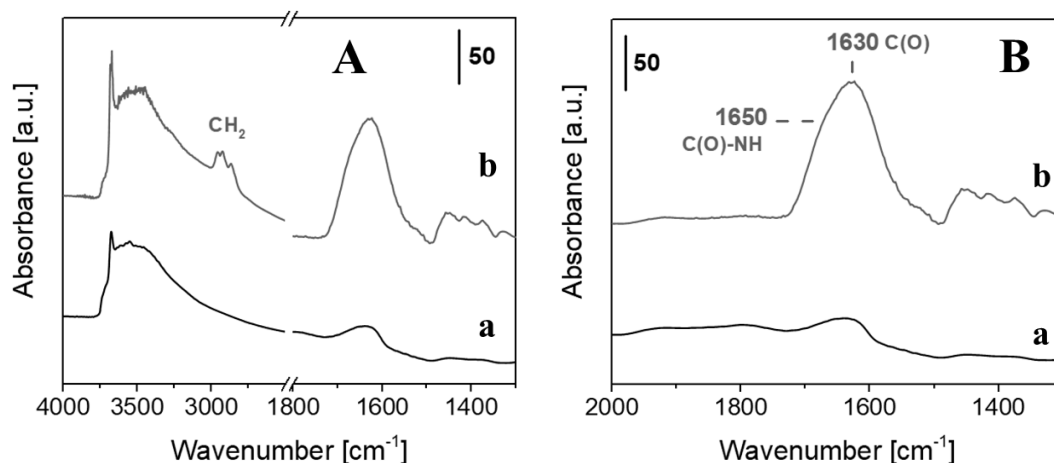 A
50
CH₂
b
a
Absorbance [a.u.]
4000 3500 3000 1800 1600 1400
Wavenumber [cm⁻¹]
B
50
1630 C(O)
1650
C(O)-NH
b
a
Absorbance [a.u.]
2000 1800 1600 1400
Wavenumber [cm⁻¹]